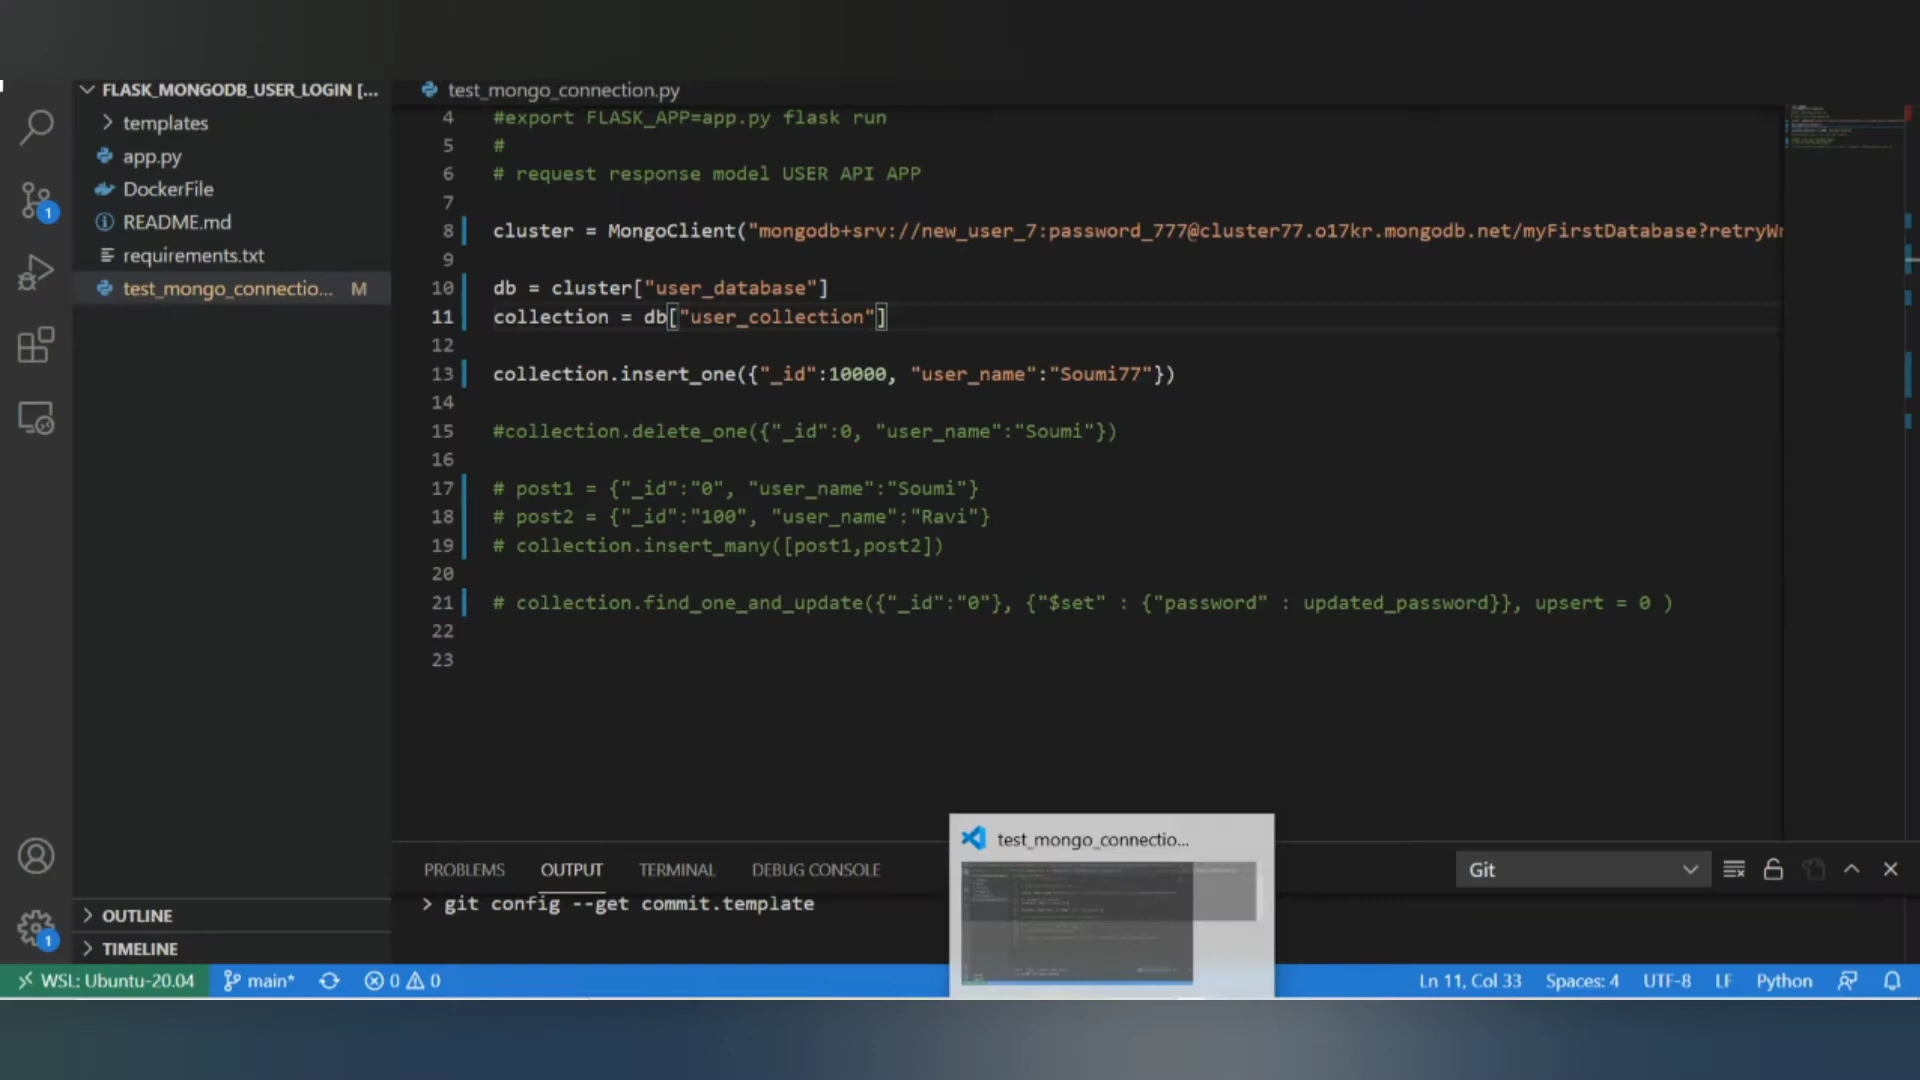 FLASK_MONGODB_USER_LOGIN [...
templates
app.py
DockerFile
README.md
requirements.txt
test_mongo_connectio... M
OUTLINE
TIMELINE
test_mongo_connection.py
4 #export FLASK_APP=app.py flask run
5 #
6 # request response model USER API APP
7
8 cluster = MongoClient("mongodb+srv://new_user_7:password_777@cluster77.o17kr.mongodb.net/myFirstDatabase?retryWr
9
10 db = cluster["user_database"]
11 collection = db["user_collection"]
12
13 collection.insert_one({"_id":10000, "user_name":"Soumi77"})
14
15 #collection.delete_one({"_id":0, "user_name":"Soumi"})
16
17 # post1 = {"_id":"0", "user_name":"Soumi"}
18 # post2 = {"_id":"100", "user_name":"Ravi"}
19 # collection.insert_many([post1,post2])
20
21 # collection.find_one_and_update({"_id":"0"}, {"$set" : {"password" : updated_password}}, upsert = 0 )
22
23
PROBLEMS OUTPUT TERMINAL DEBUG CONSOLE Git
> git config --get commit.template
test_mongo_connectio...
1
1
WSL: Ubuntu-20.04 main* 0 0 Ln 11, Col 33 Spaces: 4 UTF-8 LF Python